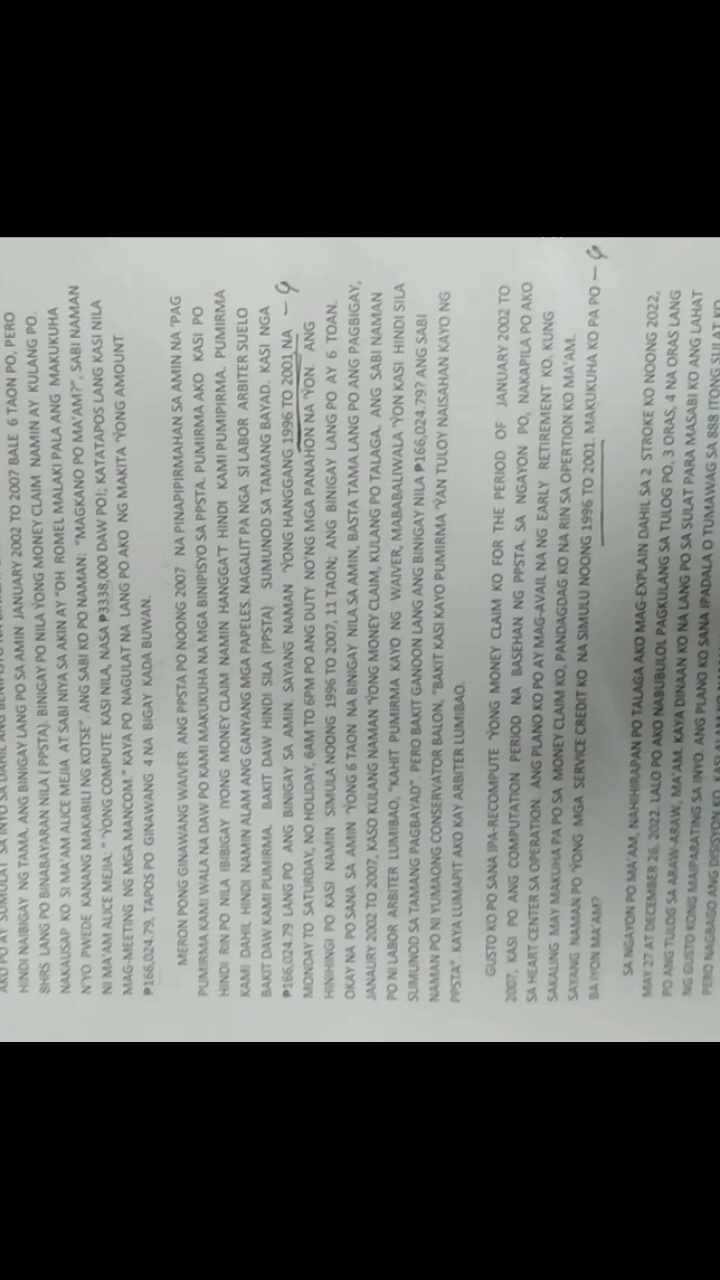 AKO PO AY SUMULAT SA INYO SA DAHIL ANG
HINDI NAIBIGAY NG TAMA. ANG BINIGAY LANG PO SA AMIN JANUARY 2002 TO 2007 BALE 6 TAON PO, PERO
8HRS LANG PO BINABAYARAN NILA ( PPSTA). BINIGAY PO NILA ÝONG MONEY CLAIM NAMIN AY KULANG PO.
NAKAUSAP KO SI MA'AM ALICE MEJIA AT SABI NIYA SA AKIN AY "OH ROMEL MALAKI PALA ANG MAKUKUHA
N'YO PWEDE KANANG MAKABILI NG KOTSE". ANG SABI KO PO NAMAN: "MAGKANO PO MA'AM?", SABI NAMAN
NI MA'AM ALICE MEJIA: " ÝONG COMPUTE KASI NILA, NASA ₱3338,000 DAW PO!; KATATAPOS LANG KASI NILA
MAG-MEETING NG MGA MANCOM." KAYA PO NAGULAT NA LANG PO AKO NG MAKITA ÝONG AMOUNT
₱166,024.79, TAPOS PO GINAWANG 4 NA BIGAY KADA BUWAN.
MERON PONG GINAWANG WAIVER ANG PPSTA PO NOONG 2007 NA PINAPIPIRMAHAN SA AMIN NA 'PAG
PUMIRMA KAMI WALA NA DAW PO KAMI MAKUKUHA NA MGA BINIPISYO SA PPSTA. PUMIRMA AKO KASI PO
HINDI RIN PO NILA IBIBIGAY IYONG MONEY CLAIM NAMIN HANGGA'T HINDI KAMI PUMIPIRMA. PUMIRMA
KAMI DAHIL HINDI NAMIN ALAM ANG GANYANG MGA PAPELES. NAGALIT PA NGA SI LABOR ARBITER SUELO
BAKIT DAW KAMI PUMIRMA. BAKIT DAW HINDI SILA (PPSTA) SUMUNOD SA TAMANG BAYAD. KASI NGA
₱166,024.79 LANG PO ANG BINIGAY SA AMIN. SAYANG NAMAN ÝONG HANGGANG 1996 TO 2001 NA
MONDAY TO SATURDAY, NO HOLIDAY, 6AM TO 6PM PO ANG DUTY NO'NG MGA PANAHON NA ÝON. ANG
HINIHINGI PO KASI NAMIN SIMULA NOONG 1996 TO 2007, 11 TAON; ANG BINIGAY LANG PO AY 6 TOAN.
OKAY NA PO SANA SA AMIN ÝONG 6 TAON NA BINIGAY NILA SA AMIN, BASTA TAMA LANG PO ANG PAGBIGAY,
JANAURY 2002 TO 2007, KASO KULANG NAMAN ÝONG MONEY CLAIM, KULANG PO TALAGA. ANG SABI NAMAN
PO NI LABOR ARBITER LUMIBAO, "KAHIT PUMIRMA KAYO NG WAIVER, MABABALIWALA ÝON KASI HINDI SILA
SUMUNOD SA TAMANG PAGBAYAD" PERO BAKIT GANOON LANG ANG BINIGAY NILA ₱166,024.79? ANG SABI
NAMAN PO NI YUMAONG CONSERVATOR BALON, "BAKIT KASI KAYO PUMIRMA ÝAN TULOY NAISAHAN KAYO NG
PPSTA". KAYA LUMAPIT AKO KAY ARBITER LUMIBAO.
GUSTO KO PO SANA IPA-RECOMPUTE ÝONG MONEY CLAIM KO FOR THE PERIOD OF JANUARY 2002 TO
2007, KASI PO ANG COMPUTATION PERIOD NA BASEHAN NG PPSTA. SA NGAYON PO, NAKAPILA PO AKO
SA HEART CENTER SA OPERATION. ANG PLANO KO PO AY MAG-AVAIL NA NG EARLY RETIREMENT KO. KUNG
SAKALING MAY MAKUHA PA PO SA MONEY CLAIM KO, PANDAGDAG KO NA RIN SA OPERTION KO MA'AM.
SAYANG NAMAN PO ÝONG MGA SERVICE CREDIT KO NA SIMULU NOONG 1996 TO 2001. MAKUKUHA KO PA PO
BA IYON MA'AM?
SA NGAYON PO MA'AM, NAHIHIRAPAN PO TALAGA AKO MAG-EXPLAIN DAHIL SA 2 STROKE KO NOONG 2022,
MAY 27 AT DECEMBER 26, 2022. LALO PO AKO NABUBULOL PAGKULANG SA TULOG PO, 3 ORAS, 4 NA ORAS LANG
PO ANG TULOG SA ARAW-ARAW, MA'AM. KAYA DINAAN KO NA LANG PO SA SULAT PARA MASABI KO ANG LAHAT
NG GUSTO KONG MAIPARATING SA INYO. ANG PLANO KO SANA IPADALA O TUMAWAG SA 888 ITONG SULAT KO
PERO NAGBAGO ANG DISISYON KO